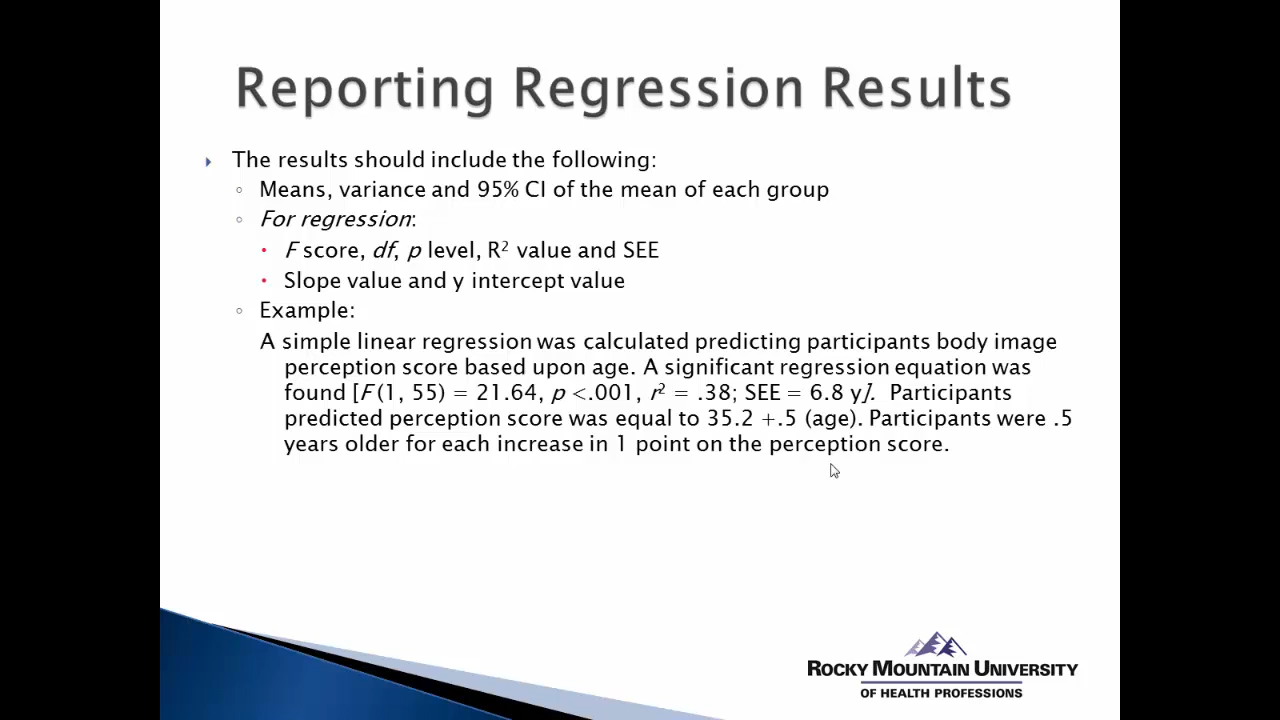 Reporting Regression Results
The results should include the following:
Means, variance and 95% CI of the mean of each group
For regression:
F score, df, p level, R² value and SEE
Slope value and y intercept value
Example:
A simple linear regression was calculated predicting participants body image
perception score based upon age. A significant regression equation was
found [F (1, 55) = 21.64, p <.001, r² = .38; SEE = 6.8 y]. Participants
predicted perception score was equal to 35.2 +.5 (age). Participants were .5
years older for each increase in 1 point on the perception score.
ROCKY MOUNTAIN UNIVERSITY
OF HEALTH PROFESSIONS